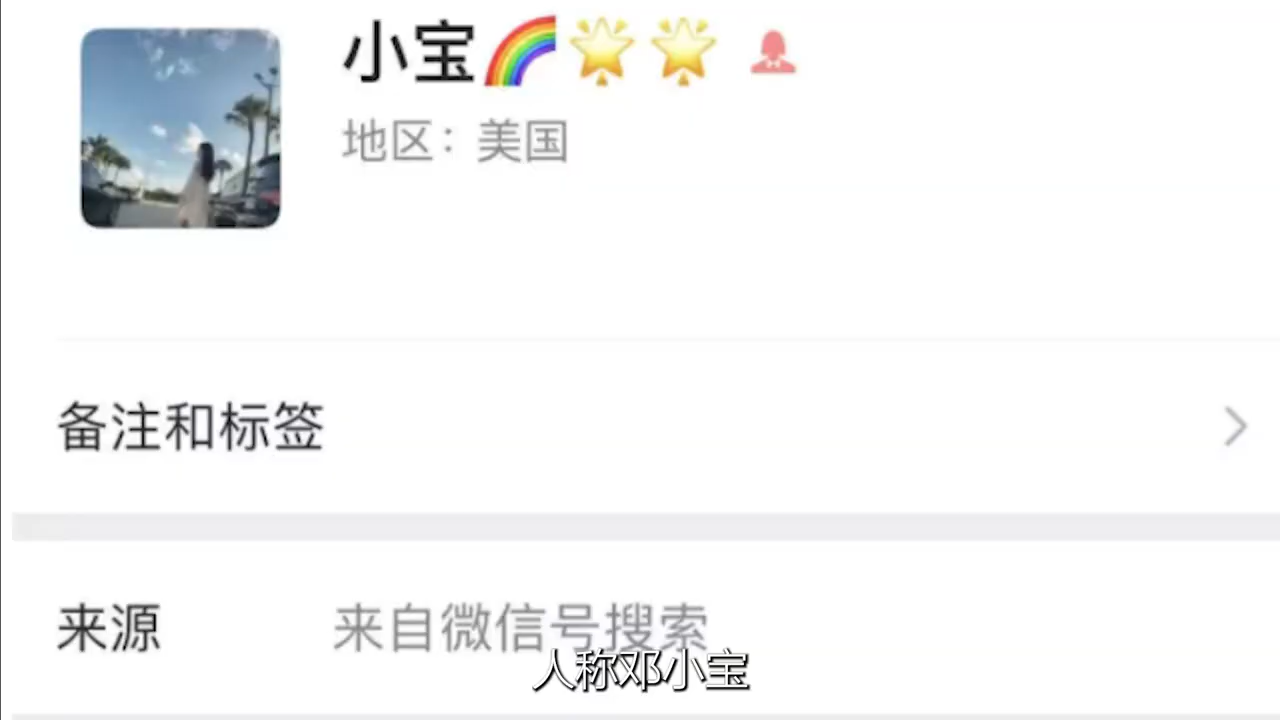 小宝🌈🌟🌟
地区：美国
备注和标签
来源 来自微信号搜索
人称邓小宝